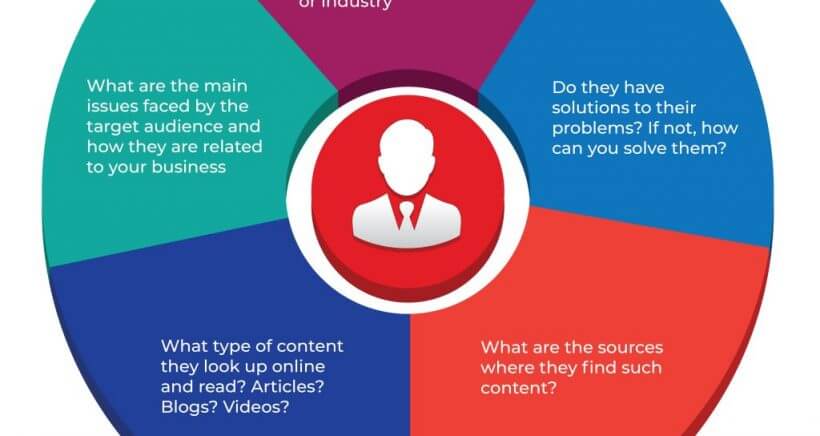 or industry
What are the main
issues faced by the
target audience and
how they are related
to your business
Do they have
solutions to their
problems? If not, how
can you solve them?
What type of content
they look up online
and read? Articles?
Blogs? Videos?
What are the sources
where they find such
content?